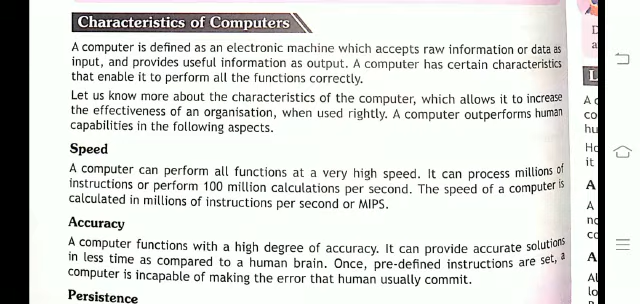 Characteristics of Computers
A computer is defined as an electronic machine which accepts raw information or data as
input, and provides useful information as output. A computer has certain characteristics
that enable it to perform all the functions correctly.
Let us know more about the characteristics of the computer, which allows it to increase
the effectiveness of an organisation, when used rightly. A computer outperforms human
capabilities in the following aspects.
Speed
A computer can perform all functions at a very high speed. It can process millions of
instructions or perform 100 million calculations per second. The speed of a computer is
calculated in millions of instructions per second or MIPS.
Accuracy
A computer functions with a high degree of accuracy. It can provide accurate solutions
in less time as compared to a human brain. Once, pre-defined instructions are set, a
computer is incapable of making the error that human usually commit.
Persistence